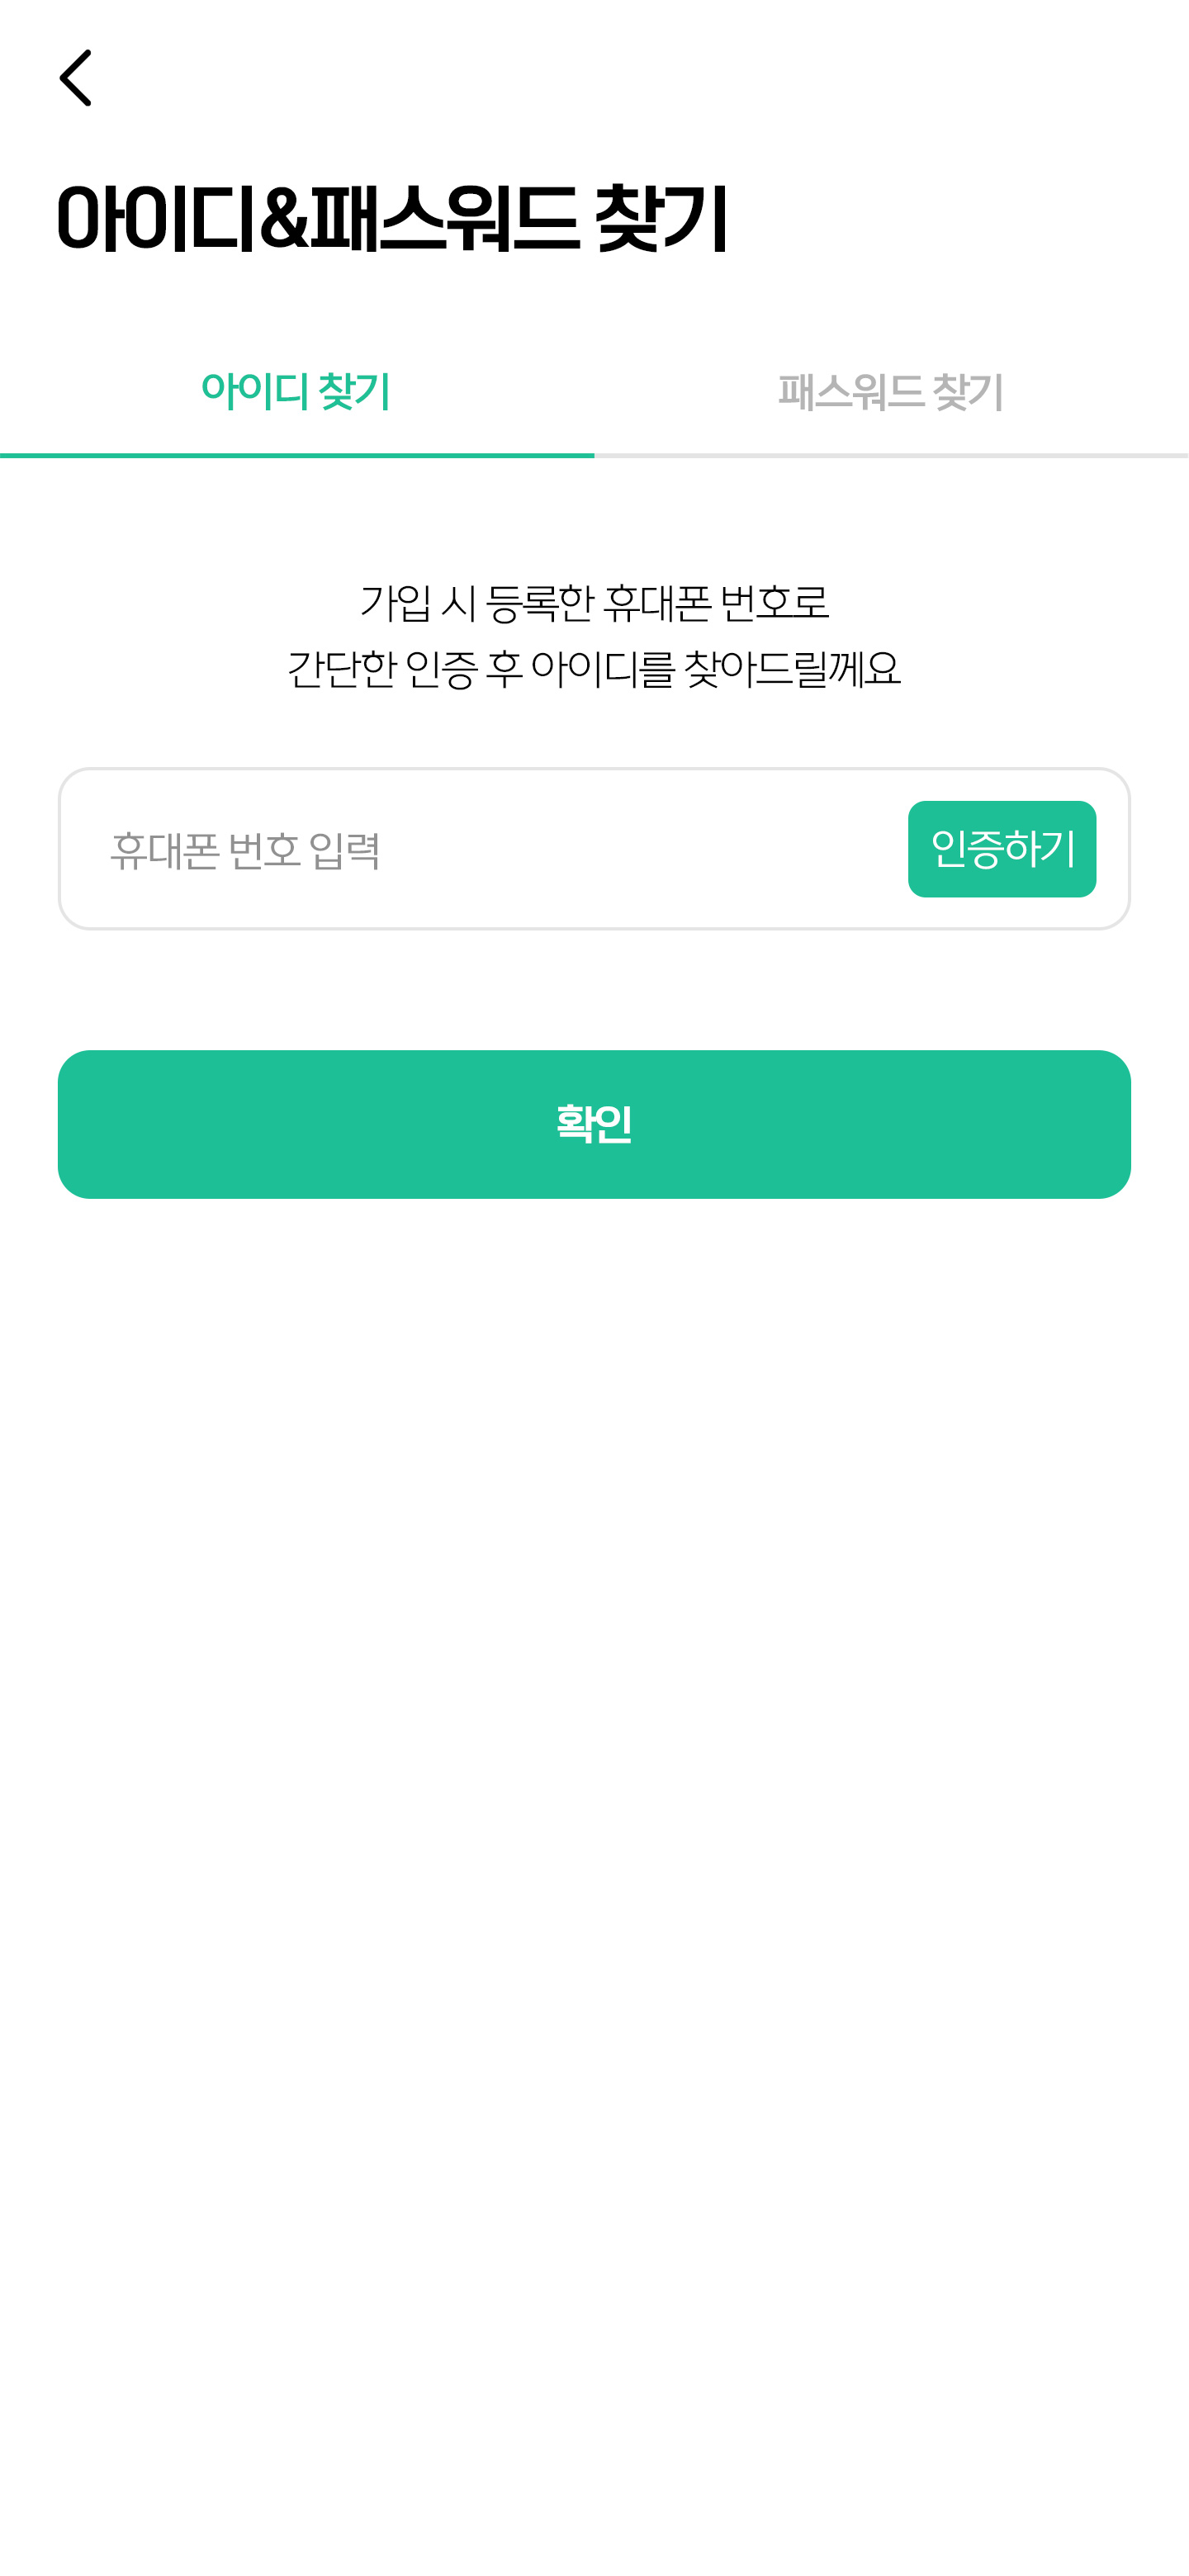 아이디&패스워드 찾기
아이디 찾기
패스워드 찾기
가입 시 등록한 휴대폰 번호로
간단한 인증 후 아이디를 찾아드릴께요
휴대폰 번호 입력
인증하기
확인